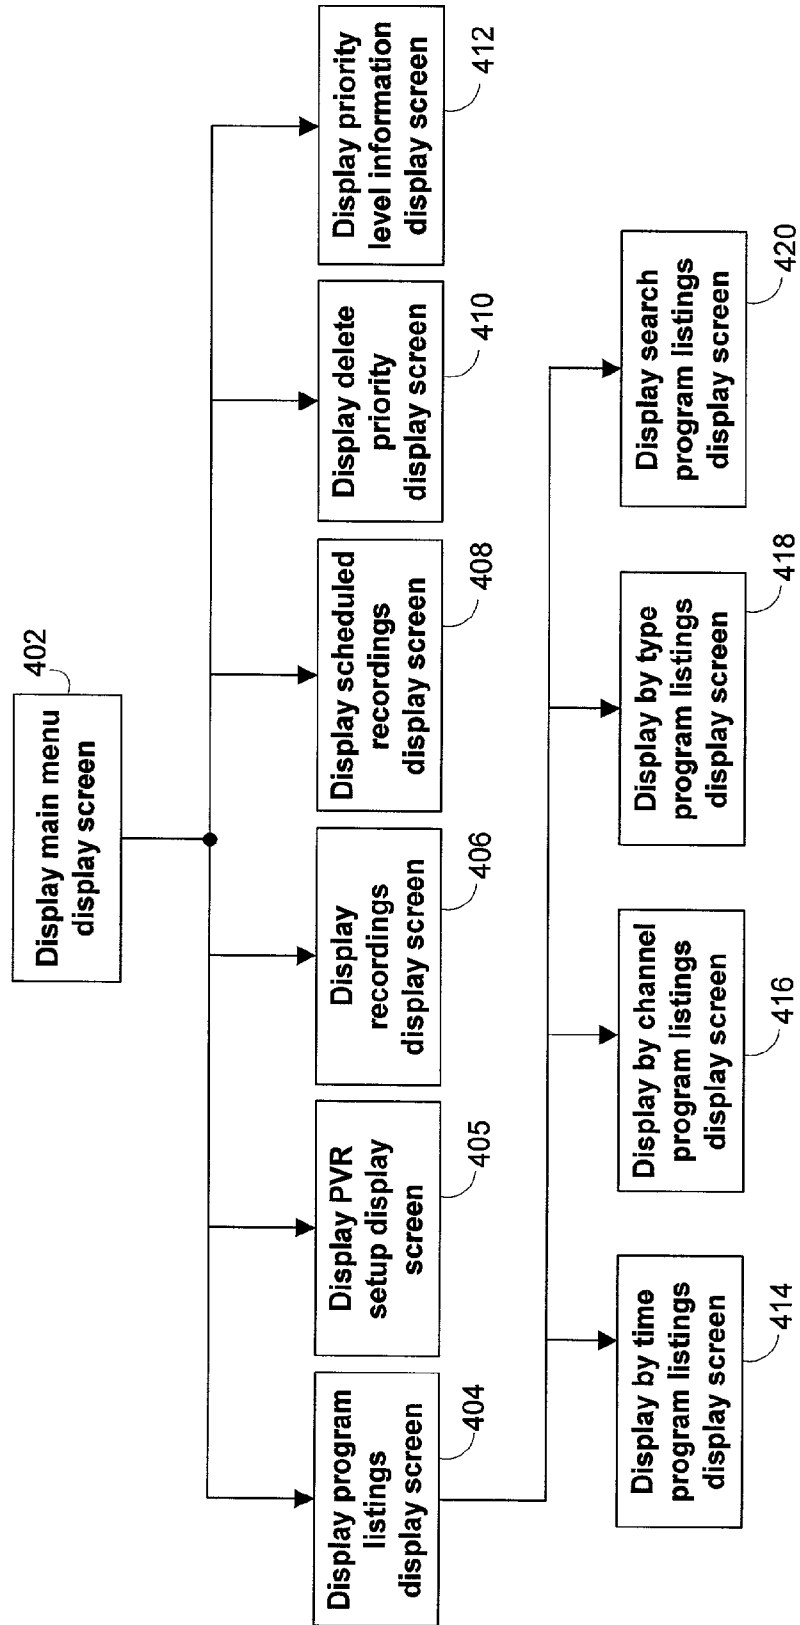 Display main menu
display screen
402
Display program
listings
display screen
404
Display PVR
setup display
screen
405
Display
recordings
display screen
406
Display scheduled
recordings
display screen
408
Display delete
priority
display screen
410
Display priority
level information
display screen
412
Display by time
program listings
display screen
414
Display by channel
program listings
display screen
416
Display by type
program listings
display screen
418
Display search
program listings
display screen
420